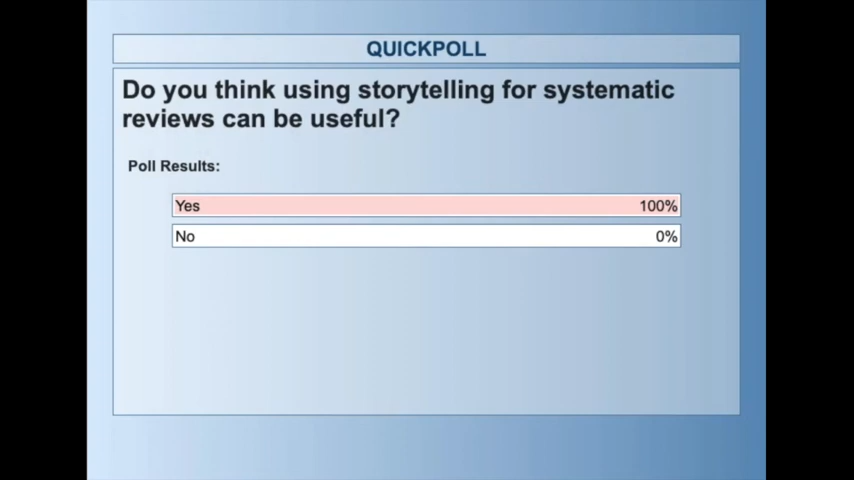 QUICKPOLL
Do you think using storytelling for systematic
reviews can be useful?
Poll Results:
Yes 100%
No 0%